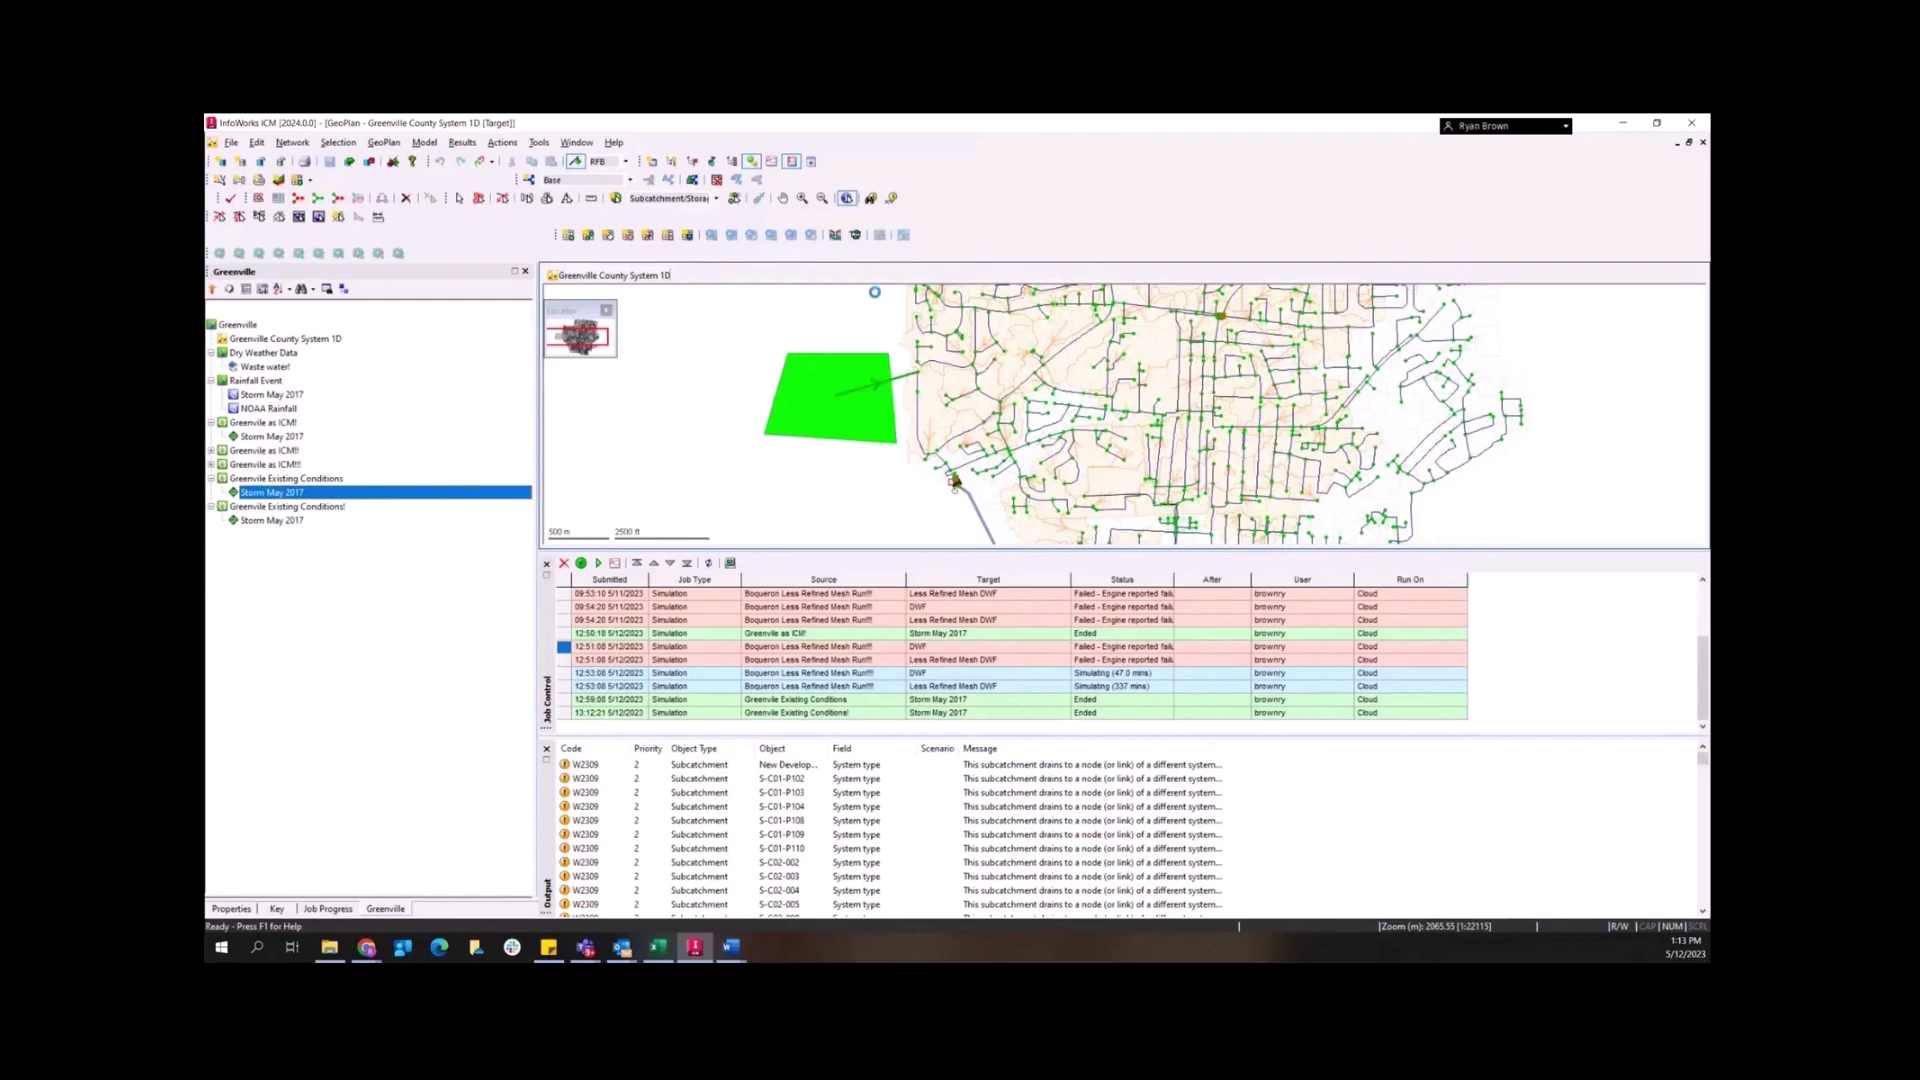 InfoWorks ICM [2024.0.0] - [GeoPlan - Greenville County System 1D [Target]]
Ryan Brown
File Edit Network Selection GeoPlan Model Results Actions Tools Window Help
RFB
Base
Subcatchment/Storag
Greenville
Greenville County System 1D
Locator
500 m 2500 ft
Greenville
Greenville County System 1D
Dry Weather Data
Waste water!
Rainfall Event
Storm May 2017
NOAA Rainfall
Greenvile as ICM!
Storm May 2017
Greenvile as ICM!!
Greenvile as ICM!!!
Greenvile Existing Conditions
Storm May 2017
Greenvile Existing Conditions!
Storm May 2017
Job Control
Submitted Job Type Source Target Status After User Run On
09:53:10 5/11/2023 Simulation Boqueron Less Refined Mesh Run!!! Less Refined Mesh DWF Failed - Engine reported failu brownry Cloud
09:54:20 5/11/2023 Simulation Boqueron Less Refined Mesh Run!!! DWF Failed - Engine reported failu brownry Cloud
09:54:20 5/11/2023 Simulation Boqueron Less Refined Mesh Run!!! Less Refined Mesh DWF Failed - Engine reported failu brownry Cloud
12:50:18 5/12/2023 Simulation Greenvile as ICM! Storm May 2017 Ended brownry Cloud
12:51:08 5/12/2023 Simulation Boqueron Less Refined Mesh Run!!! DWF Failed - Engine reported failu brownry Cloud
12:51:08 5/12/2023 Simulation Boqueron Less Refined Mesh Run!!! Less Refined Mesh DWF Failed - Engine reported failu brownry Cloud
12:53:08 5/12/2023 Simulation Boqueron Less Refined Mesh Run!!!! DWF Simulating (47.0 mins) brownry Cloud
12:53:08 5/12/2023 Simulation Boqueron Less Refined Mesh Run!!!! Less Refined Mesh DWF Simulating (337 mins) brownry Cloud
12:59:08 5/12/2023 Simulation Greenvile Existing Conditions Storm May 2017 Ended brownry Cloud
13:12:21 5/12/2023 Simulation Greenvile Existing Conditions! Storm May 2017 Ended brownry Cloud
Output
Code Priority Object Type Object Field Scenario Message
W2309 2 Subcatchment New Develop... System type This subcatchment drains to a node (or link) of a different system...
W2309 2 Subcatchment S-C01-P102 System type This subcatchment drains to a node (or link) of a different system...
W2309 2 Subcatchment S-C01-P103 System type This subcatchment drains to a node (or link) of a different system...
W2309 2 Subcatchment S-C01-P104 System type This subcatchment drains to a node (or link) of a different system...
W2309 2 Subcatchment S-C01-P108 System type This subcatchment drains to a node (or link) of a different system...
W2309 2 Subcatchment S-C01-P109 System type This subcatchment drains to a node (or link) of a different system...
W2309 2 Subcatchment S-C01-P110 System type This subcatchment drains to a node (or link) of a different system...
W2309 2 Subcatchment S-C02-002 System type This subcatchment drains to a node (or link) of a different system...
W2309 2 Subcatchment S-C02-003 System type This subcatchment drains to a node (or link) of a different system...
W2309 2 Subcatchment S-C02-004 System type This subcatchment drains to a node (or link) of a different system...
W2309 2 Subcatchment S-C02-005 System type This subcatchment drains to a node (or link) of a different system...
Properties Key Job Progress Greenville
Ready - Press F1 for Help
Zoom (m): 2065.55 [1:22115] R/W CAP NUM SCRL
1:13 PM
5/12/2023